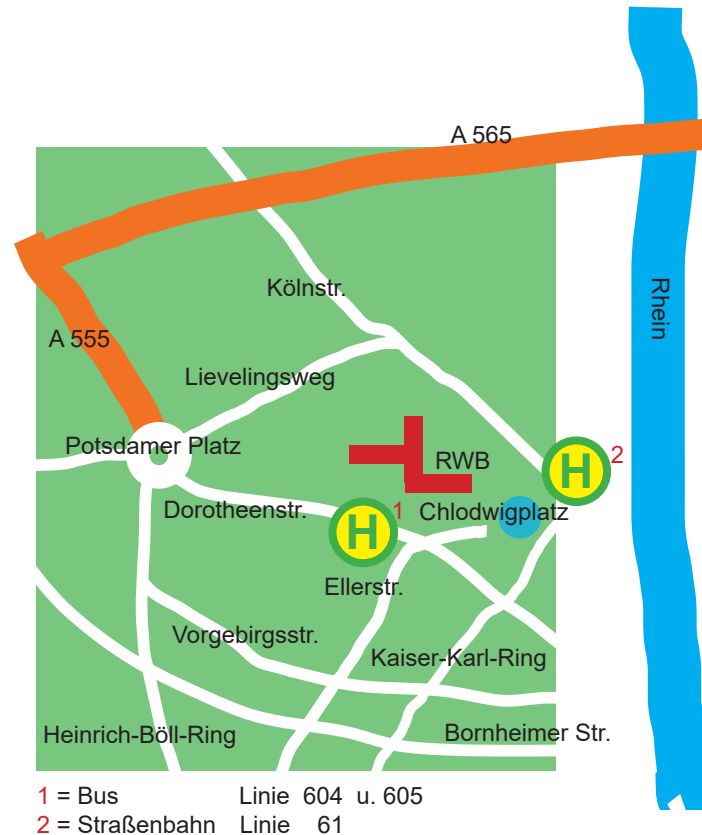 A 565
Kölnstr.
Rhein
A 555
Lievelingsweg
Potsdamer Platz
RWB
H 2
Dorotheenstr.
1
Chlodwigplatz
H
Ellerstr.
Vorgebirgsstr.
Kaiser-Karl-Ring
Heinrich-Böll-Ring
Bornheimer Str.
1 = Bus Linie 604 u. 605
2 = Straßenbahn Linie 61